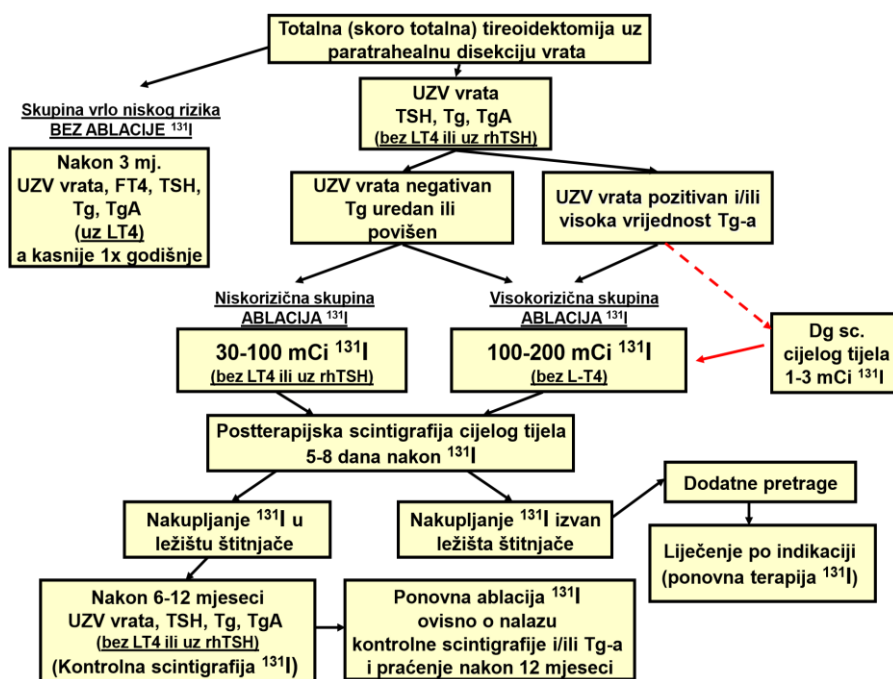 Totalna (skoro totalna) tireoidektomija uz
paratrahealnu disekciju vrata
Skupina vrlo niskog rizika
BEZ ABLACIJE ¹³¹I
Nakon 3 mj.
UZV vrata, FT4, TSH,
Tg, TgA
(uz LT4)
a kasnije 1x godišnje
UZV vrata
TSH, Tg, TgA
(bez LT4 ili uz rhTSH)
UZV vrata negativan
Tg uredan ili
povišen
UZV vrata pozitivan i/ili
visoka vrijednost Tg-a
Niskorizična skupina
ABLACIJA ¹³¹I
Visokorizična skupina
ABLACIJA ¹³¹I
30-100 mCi ¹³¹I
(bez LT4 ili uz rhTSH)
100-200 mCi ¹³¹I
(bez L-T4)
Dg sc.
cijelog tijela
1-3 mCi ¹³¹I
Postterapijska scintigrafija cijelog tijela
5-8 dana nakon ¹³¹I
Nakupljanje ¹³¹I u
ležištu štitnjače
Nakupljanje ¹³¹I izvan
ležišta štitnjače
Dodatne pretrage
Liječenje po indikaciji
(ponovna terapija ¹³¹I)
Nakon 6-12 mjeseci
UZV vrata, TSH, Tg, TgA
(bez LT4 ili uz rhTSH)
(Kontrolna scintigrafija ¹³¹I)
Ponovna ablacija ¹³¹I
ovisno o nalazu
kontrolne scintigrafije i/ili Tg-a
i praćenje nakon 12 mjeseci